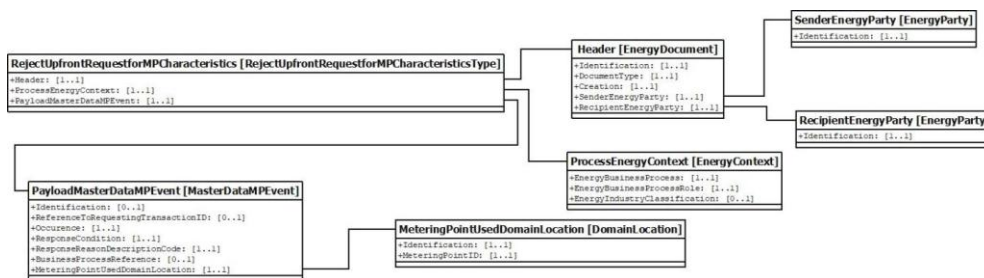 SenderEnergyParty [EnergyParty]
+Identification: [1..1]
Header [EnergyDocument]
+Identification: [1..1]
+DocumentType: [1..1]
+Creation: [1..1]
+SenderEnergyParty: [1..1]
+RecipientEnergyParty: [1..1]
RejectUpfrontRequestforMPCharacteristics [RejectUpfrontRequestforMPCharacteristicsType]
+Header: [1..1]
+ProcessEnergyContext: [1..1]
+PayloadMasterDataMPEvent: [1..1]
RecipientEnergyParty [EnergyParty
+Identification: [1..1]
ProcessEnergyContext [EnergyContext]
+EnergyBusinessProcess: [1..1]
+EnergyBusinessProcessRole: [1..1]
+EnergyIndustryClassification: [0..1]
PayloadMasterDataMPEvent [MasterDataMPEvent]
+Identification: [0..1]
+ReferenceToRequestingTransactionID: [0..1]
+Occurence: [1..1]
+ResponseCondition: [1..1]
+ResponseReasonDescriptionCode: [1..1]
+BusinessProcessReference: [0..1]
+MeteringPointUsedDomainLocation: [1..1]
MeteringPointUsedDomainLocation [DomainLocation]
+Identification: [1..1]
+MeteringPointID: [1..1]